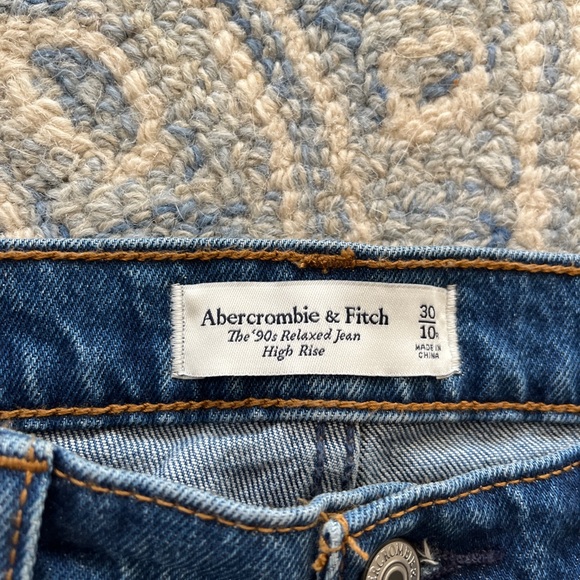 Abercrombie & Fitch
The '90s Relaxed Jean
High Rise
30
10R
MADE IN
CHINA